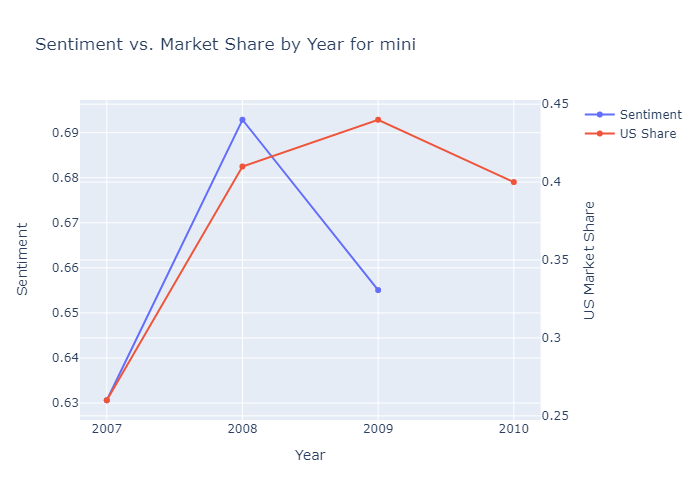 Sentiment vs. Market Share by Year for mini
Sentiment
US Share
0.69
0.68
0.67
0.66
0.65
0.64
0.63
Sentiment
0.45
0.4
0.35
0.3
0.25
US Market Share
2007
2008
2009
2010
Year